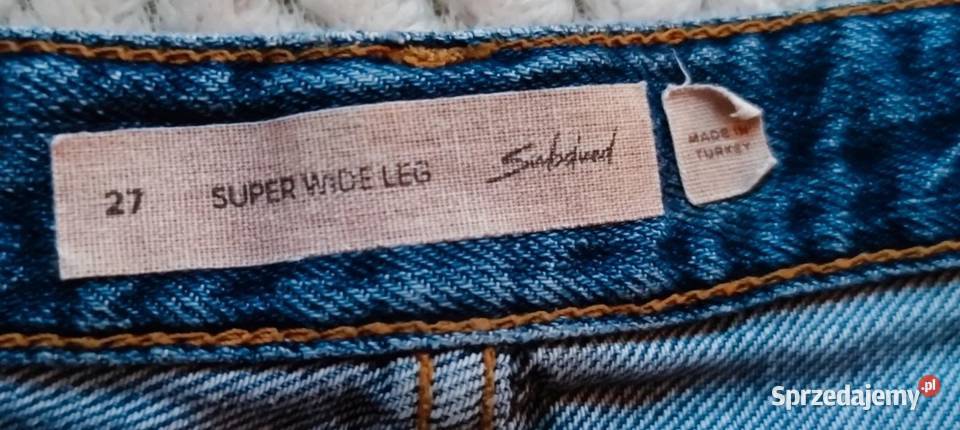 27 SUPER WIDE LEG Subdued
MADE IN
TURKEY
Sprzedajemy.pl